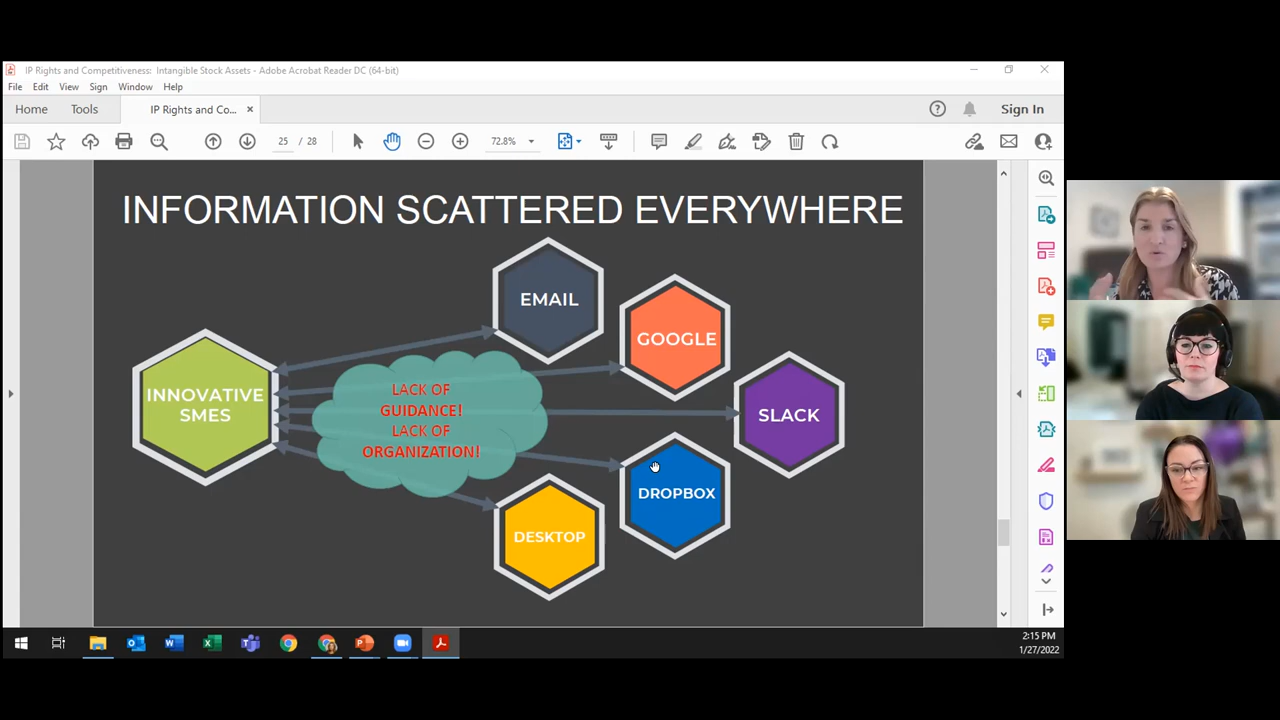 IP Rights and Competitiveness: Intangible Stock Assets - Adobe Acrobat Reader DC (64-bit)
File Edit View Sign Window Help
Home Tools IP Rights and Co... × Sign In
25 / 28 72.8%
INFORMATION SCATTERED EVERYWHERE
EMAIL
GOOGLE
INNOVATIVE
SMES
LACK OF
GUIDANCE!
LACK OF
ORGANIZATION!
SLACK
DROPBOX
DESKTOP
2:15 PM
1/27/2022